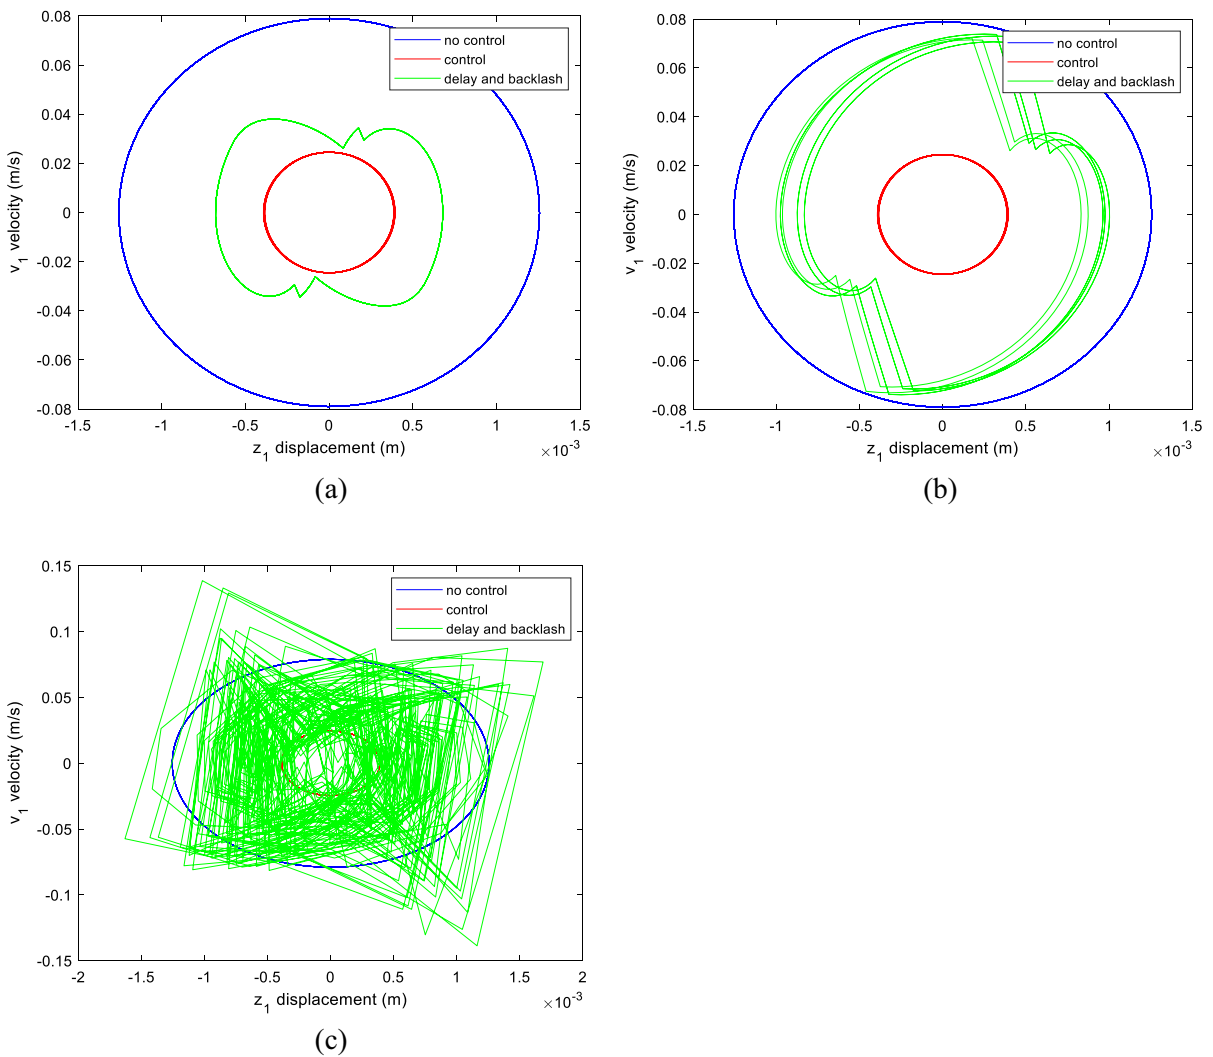 0.08
0.06
0.04
0.02
0
-0.02
-0.04
-0.06
-0.08
v1 velocity (m/s)
no control
control
delay and backlash
-1.5 -1 -0.5 0 0.5 1 1.5
z1 displacement (m)
×10-3
(a)
0.08
0.06
0.04
0.02
0
-0.02
-0.04
-0.06
-0.08
v1 velocity (m/s)
no control
control
delay and backlash
-1.5 -1 -0.5 0 0.5 1 1.5
z1 displacement (m)
×10-3
(b)
0.15
0.1
0.05
0
-0.05
-0.1
-0.15
v1 velocity (m/s)
no control
control
delay and backlash
-2 -1.5 -1 -0.5 0 0.5 1 1.5 2
z1 displacement (m)
×10-3
(c)